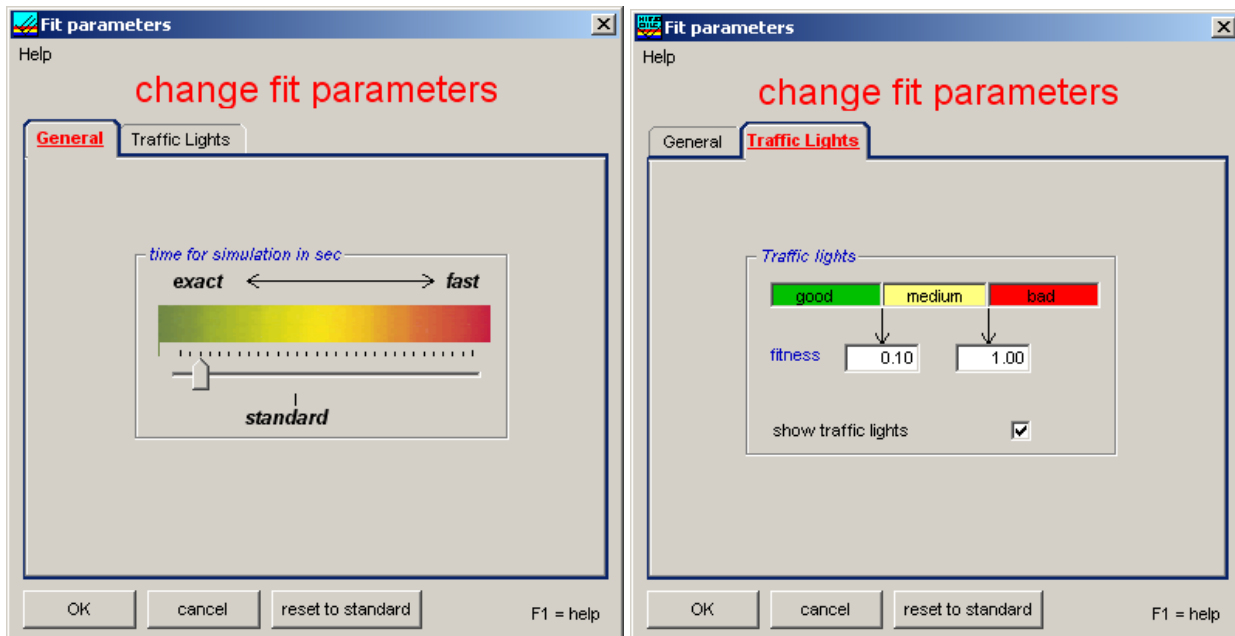 Fit parameters
Help
change fit parameters
General Traffic Lights
time for simulation in sec
exact fast
standard
OK cancel reset to standard F1 = help
Fit parameters
Help
change fit parameters
General Traffic Lights
Traffic lights
good medium bad
fitness 0.10 1.00
show traffic lights
OK cancel reset to standard F1 = help